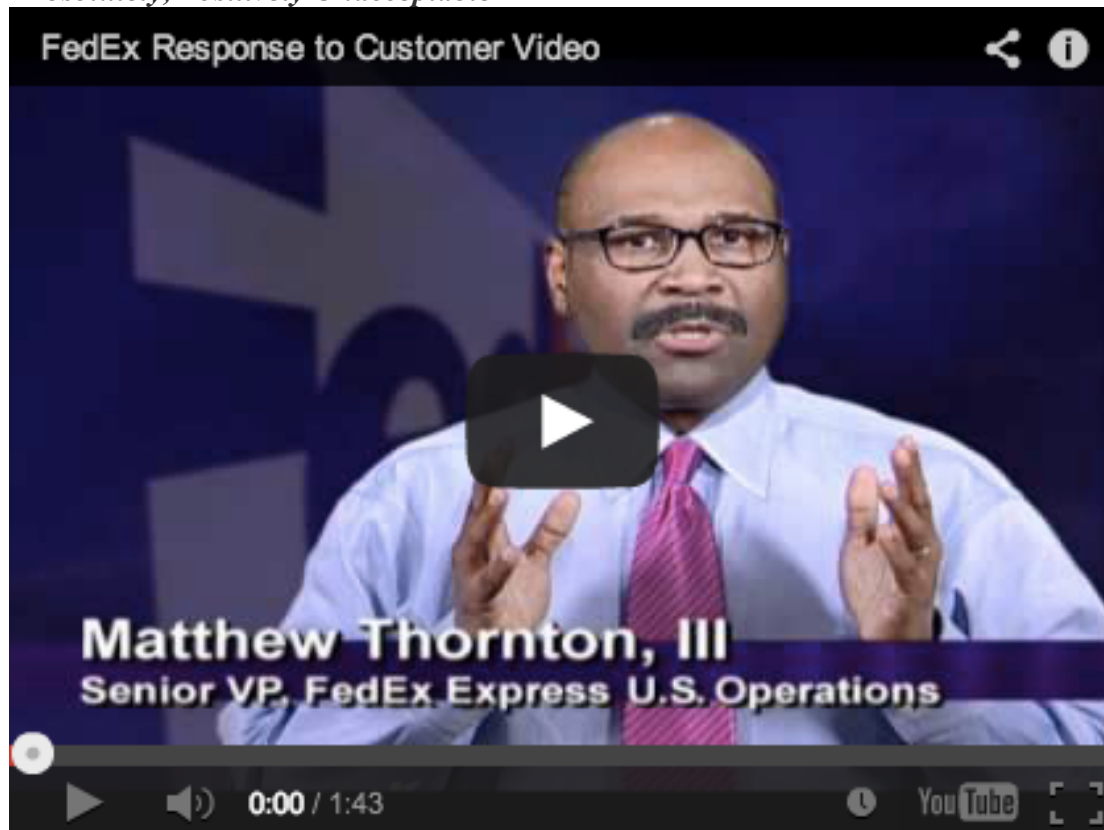 FedEx Response to Customer Video
Matthew Thornton, III
Senior VP, FedEx Express U.S. Operations
0:00 / 1:43
YouTube